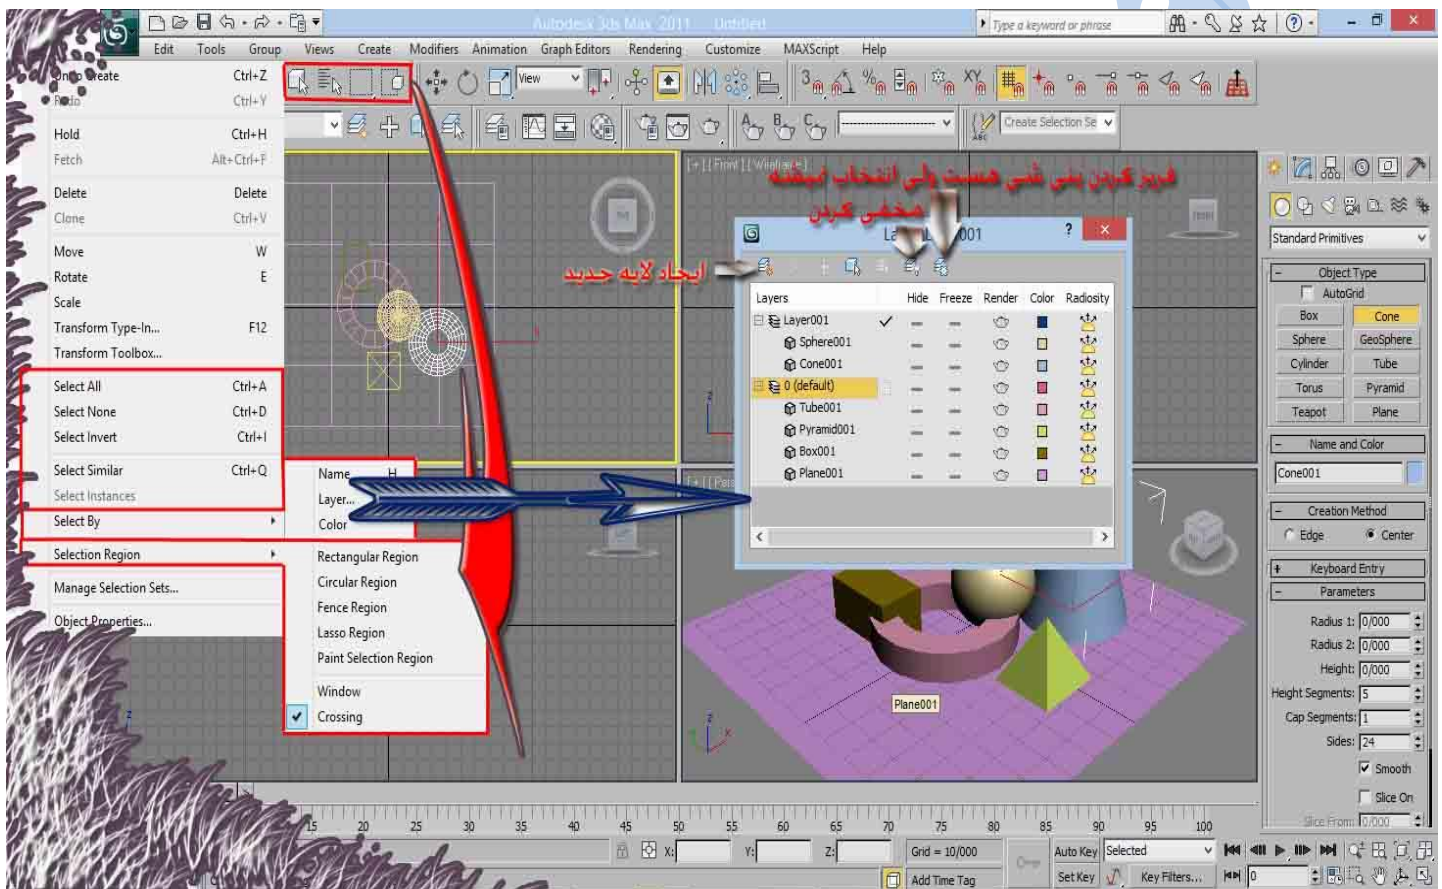 Autodesk 3ds Max 2011 Untitled
Type a keyword or phrase
Edit Tools Group Views Create Modifiers Animation Graph Editors Rendering Customize MAXScript Help
Create Ctrl+Z
Redo Ctrl+Y
Hold Ctrl+H
Fetch Alt+Ctrl+F
Delete Delete
Clone Ctrl+V
Move W
Rotate E
Scale
Transform Type-In... F12
Transform Toolbox...
Select All Ctrl+A
Select None Ctrl+D
Select Invert Ctrl+I
Select Similar Ctrl+Q
Select Instances
Select By
Selection Region
Manage Selection Sets...
Object Properties...
Name H
Layer...
Color
Rectangular Region
Circular Region
Fence Region
Lasso Region
Paint Selection Region
Window
Crossing
View
Create Selection Se
[+] [Front] [Wireframe]
فریز کردن ینی شی هست ولی انتخاب نمیشه
مخفی کردن
ایجاد لایه جدید
Layers Hide Freeze Render Color Radiosity
Layer001
Sphere001
Cone001
0 (default)
Tube001
Pyramid001
Box001
Plane001
Plane001
Standard Primitives
Object Type
AutoGrid
Box Cone
Sphere GeoSphere
Cylinder Tube
Torus Pyramid
Teapot Plane
Name and Color
Cone001
Creation Method
Edge Center
Keyboard Entry
Parameters
Radius 1: 0/000
Radius 2: 0/000
Height: 0/000
Height Segments: 5
Cap Segments: 1
Sides: 24
Smooth
Slice On
Slice From: 0/000
15 20 25 30 35 40 45 50 55 60 65 70 75 80 85 90 95 100
X: Y: Z: Grid = 10/000 Auto Key Selected
Add Time Tag Set Key Key Filters... 0